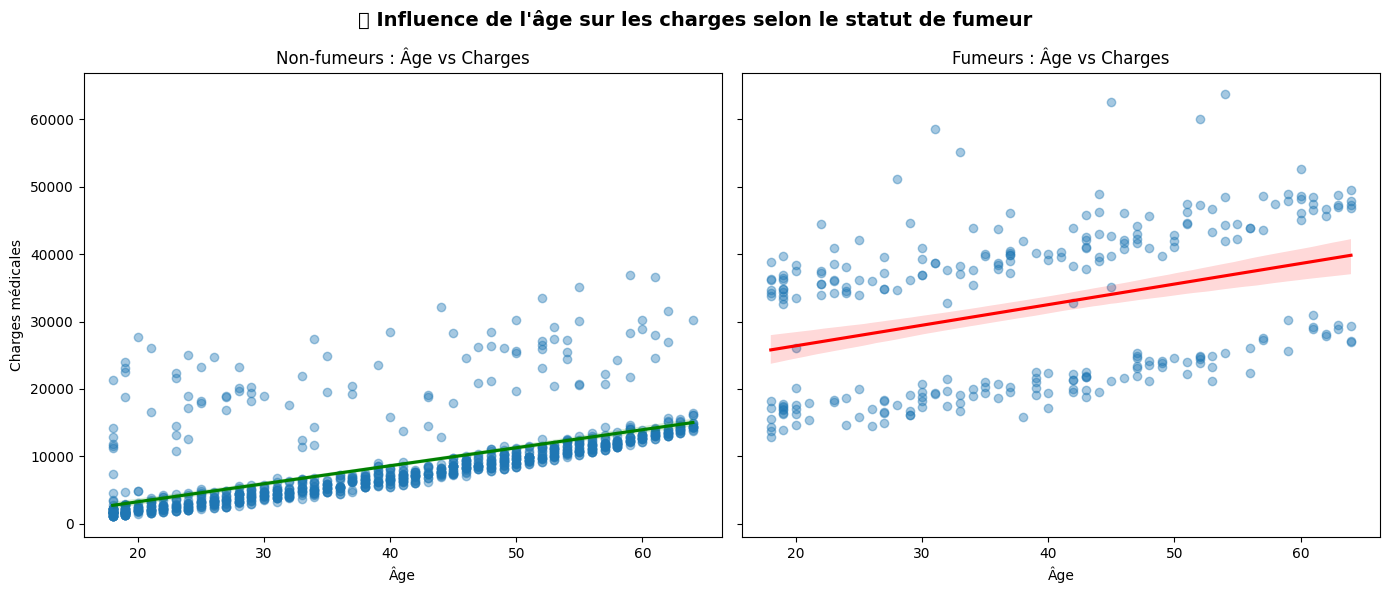 Influence de l'âge sur les charges selon le statut de fumeur
Non-fumeurs : Âge vs Charges
Fumeurs : Âge vs Charges
Charges médicales
60000
50000
40000
30000
20000
10000
0
20 30 40 50 60
20 30 40 50 60
Âge
Âge